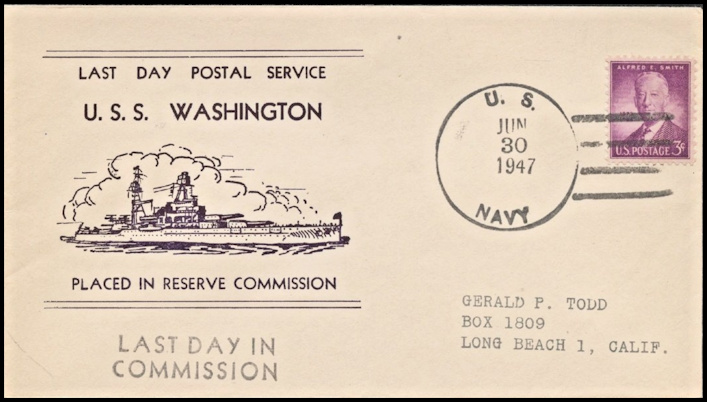 LAST DAY POSTAL SERVICE
U. S. S. WASHINGTON
PLACED IN RESERVE COMMISSION
LAST DAY IN
COMMISSION
U. S.
JUN
30
1947
NAVY
ALFRED E. SMITH
U.S. POSTAGE 3¢
GERALD P. TODD
BOX 1809
LONG BEACH 1, CALIF.